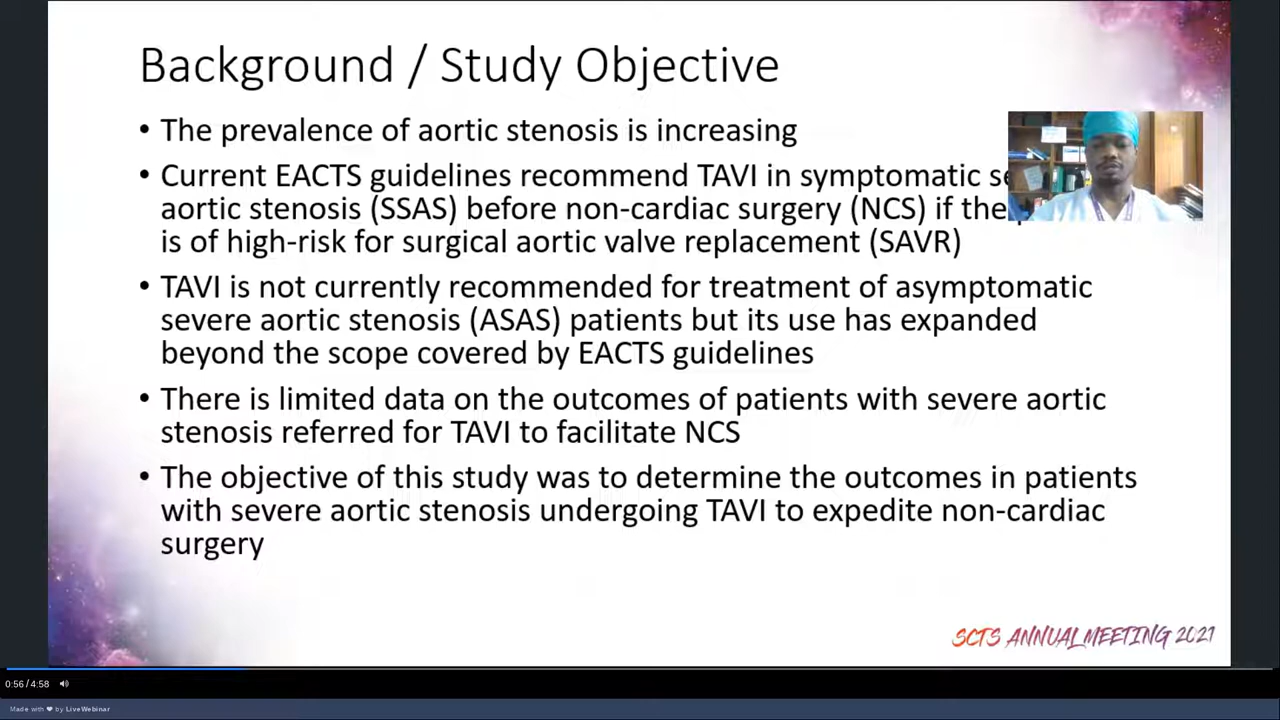 Background / Study Objective
• The prevalence of aortic stenosis is increasing
• Current EACTS guidelines recommend TAVI in symptomatic
aortic stenosis (SSAS) before non-cardiac surgery (NCS) if the
is of high-risk for surgical aortic valve replacement (SAVR)
• TAVI is not currently recommended for treatment of asymptomatic
severe aortic stenosis (ASAS) patients but its use has expanded
beyond the scope covered by EACTS guidelines
• There is limited data on the outcomes of patients with severe aortic
stenosis referred for TAVI to facilitate NCS
• The objective of this study was to determine the outcomes in patients
with severe aortic stenosis undergoing TAVI to expedite non-cardiac
surgery
SCTS ANNUAL MEETING 2021
0:56 / 4:58
Made with ❤ by LiveWebinar